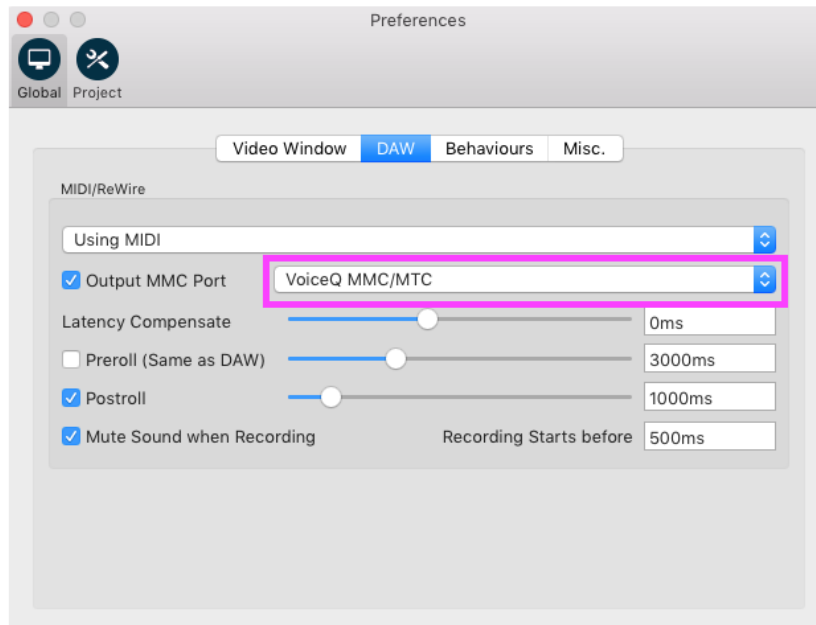 Preferences
Global Project
Video Window DAW Behaviours Misc.
MIDI/ReWire
Using MIDI
Output MMC Port VoiceQ MMC/MTC
Latency Compensate 0ms
Preroll (Same as DAW) 3000ms
Postroll 1000ms
Mute Sound when Recording Recording Starts before 500ms